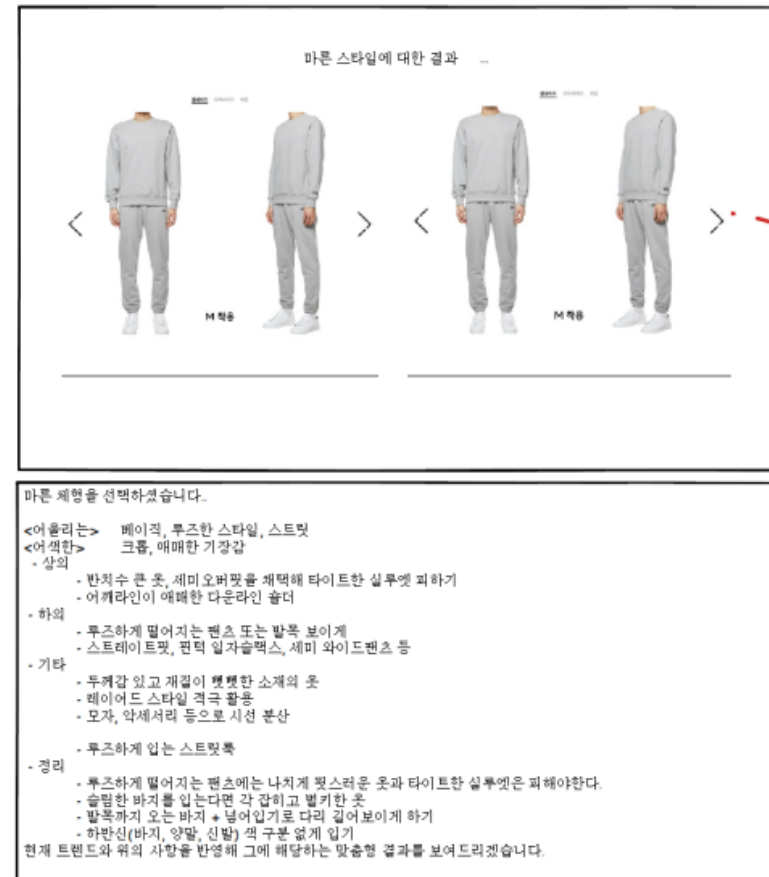 마른 스타일에 대한 결과 ...
M 착용
M 착용
마른 체형을 선택하셨습니다..
<어울리는> 베이직, 루즈한 스타일, 스트릿
<어색한> 크롭, 애매한 기장감
- 상의
- 반치수 큰 옷, 세미오버핏을 채택해 타이트한 실루엣 피하기
- 어깨라인이 애매한 다운라인 숄더
- 하의
- 루즈하게 떨어지는 팬츠 또는 발목 보이게
- 스트레이트핏, 핀턱 일자슬랙스, 세미 와이드팬츠 등
- 기타
- 두께감 있고 재질이 뻣뻣한 소재의 옷
- 레이어드 스타일 적극 활용
- 모자, 악세서리 등으로 시선 분산
- 루즈하게 입는 스트릿룩
- 정리
- 루즈하게 떨어지는 팬츠에는 나치게 핏스러운 옷과 타이트한 실루엣은 피해야한다.
- 슬림한 바지를 입는다면 각 잡히고 벌키한 옷
- 발목까지 오는 바지 + 넣어입기로 다리 길어보이게 하기
- 하반신(바지, 양말, 신발) 색 구분 없게 입기
현재 트렌드와 위의 사항을 반영해 그에 해당하는 맞춤형 결과를 보여드리겠습니다.